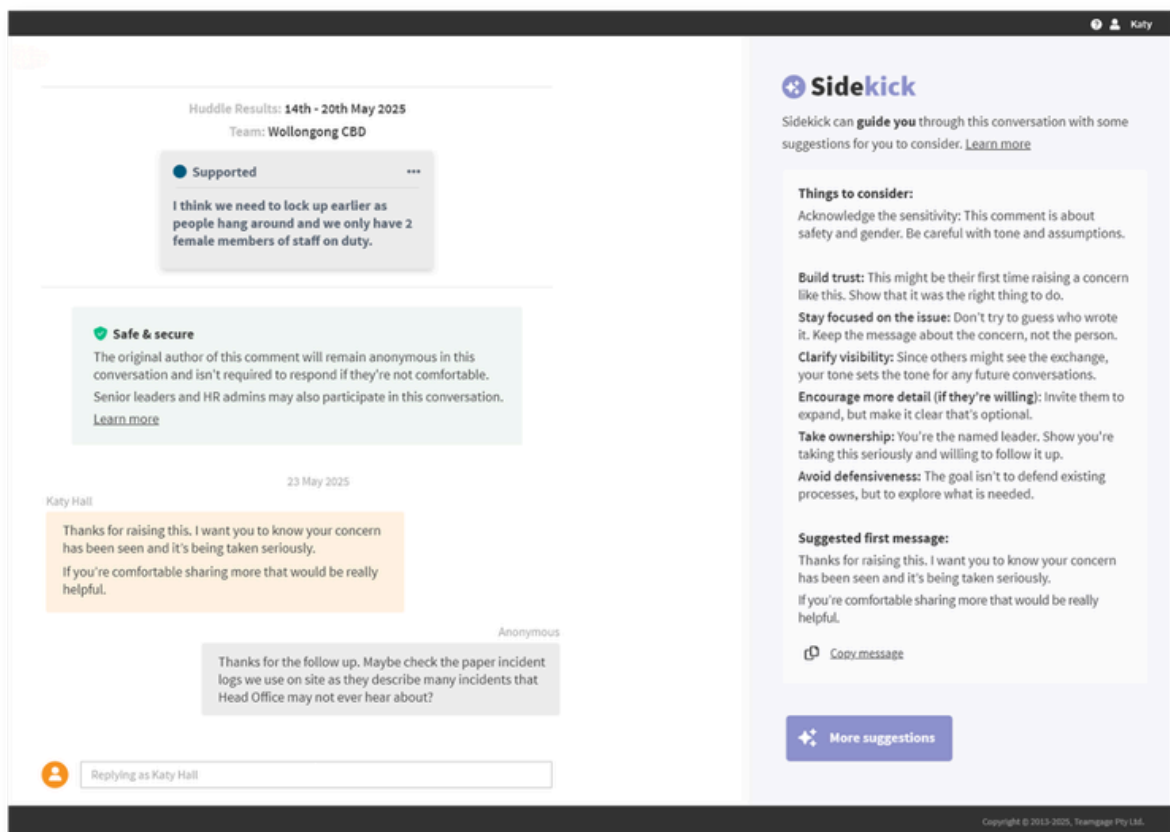 Katy
Huddle Results: 14th - 20th May 2025
Team: Wollongong CBD
Supported
I think we need to lock up earlier as
people hang around and we only have 2
female members of staff on duty.
Safe & secure
The original author of this comment will remain anonymous in this
conversation and isn't required to respond if they're not comfortable.
Senior leaders and HR admins may also participate in this conversation.
Learn more
23 May 2025
Katy Hall
Thanks for raising this. I want you to know your concern
has been seen and it's being taken seriously.
If you're comfortable sharing more that would be really
helpful.
Anonymous
Thanks for the follow up. Maybe check the paper incident
logs we use on site as they describe many incidents that
Head Office may not ever hear about?
Replying as Katy Hall
Sidekick
Sidekick can guide you through this conversation with some
suggestions for you to consider. Learn more
Things to consider:
Acknowledge the sensitivity: This comment is about
safety and gender. Be careful with tone and assumptions.
Build trust: This might be their first time raising a concern
like this. Show that it was the right thing to do.
Stay focused on the issue: Don't try to guess who wrote
it. Keep the message about the concern, not the person.
Clarify visibility: Since others might see the exchange,
your tone sets the tone for any future conversations.
Encourage more detail (if they're willing): Invite them to
expand, but make it clear that's optional.
Take ownership: You're the named leader. Show you're
taking this seriously and willing to follow it up.
Avoid defensiveness: The goal isn't to defend existing
processes, but to explore what is needed.
Suggested first message:
Thanks for raising this. I want you to know your concern
has been seen and it's being taken seriously.
If you're comfortable sharing more that would be really
helpful.
Copy message
More suggestions
Copyright © 2013-2025, Teamgage Pty Ltd.